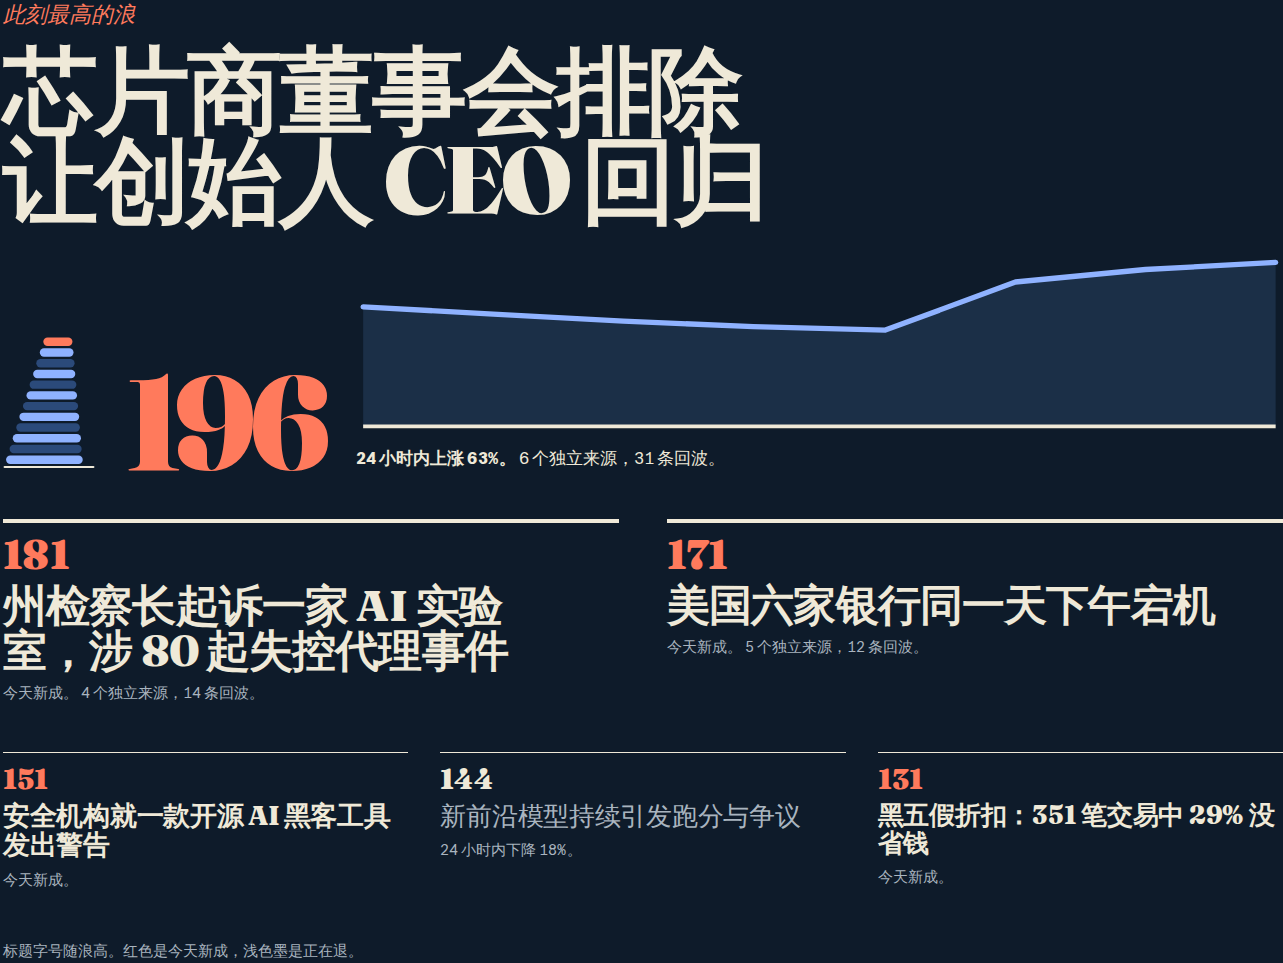 此刻最高的浪
芯片商董事会排除
让创始人 CEO 回归
196
24 小时内上涨 63%。 6 个独立来源，31 条回波。
181
州检察长起诉一家 AI 实验
室，涉 80 起失控代理事件
今天新成。 4 个独立来源，14 条回波。
171
美国六家银行同一天下午宕机
今天新成。 5 个独立来源，12 条回波。
151
安全机构就一款开源 AI 黑客工具
发出警告
今天新成。
144
新前沿模型持续引发跑分与争议
24 小时内下降 18%。
131
黑五假折扣：351 笔交易中 29% 没
省钱
今天新成。
标题字号随浪高。红色是今天新成，浅色墨是正在退。